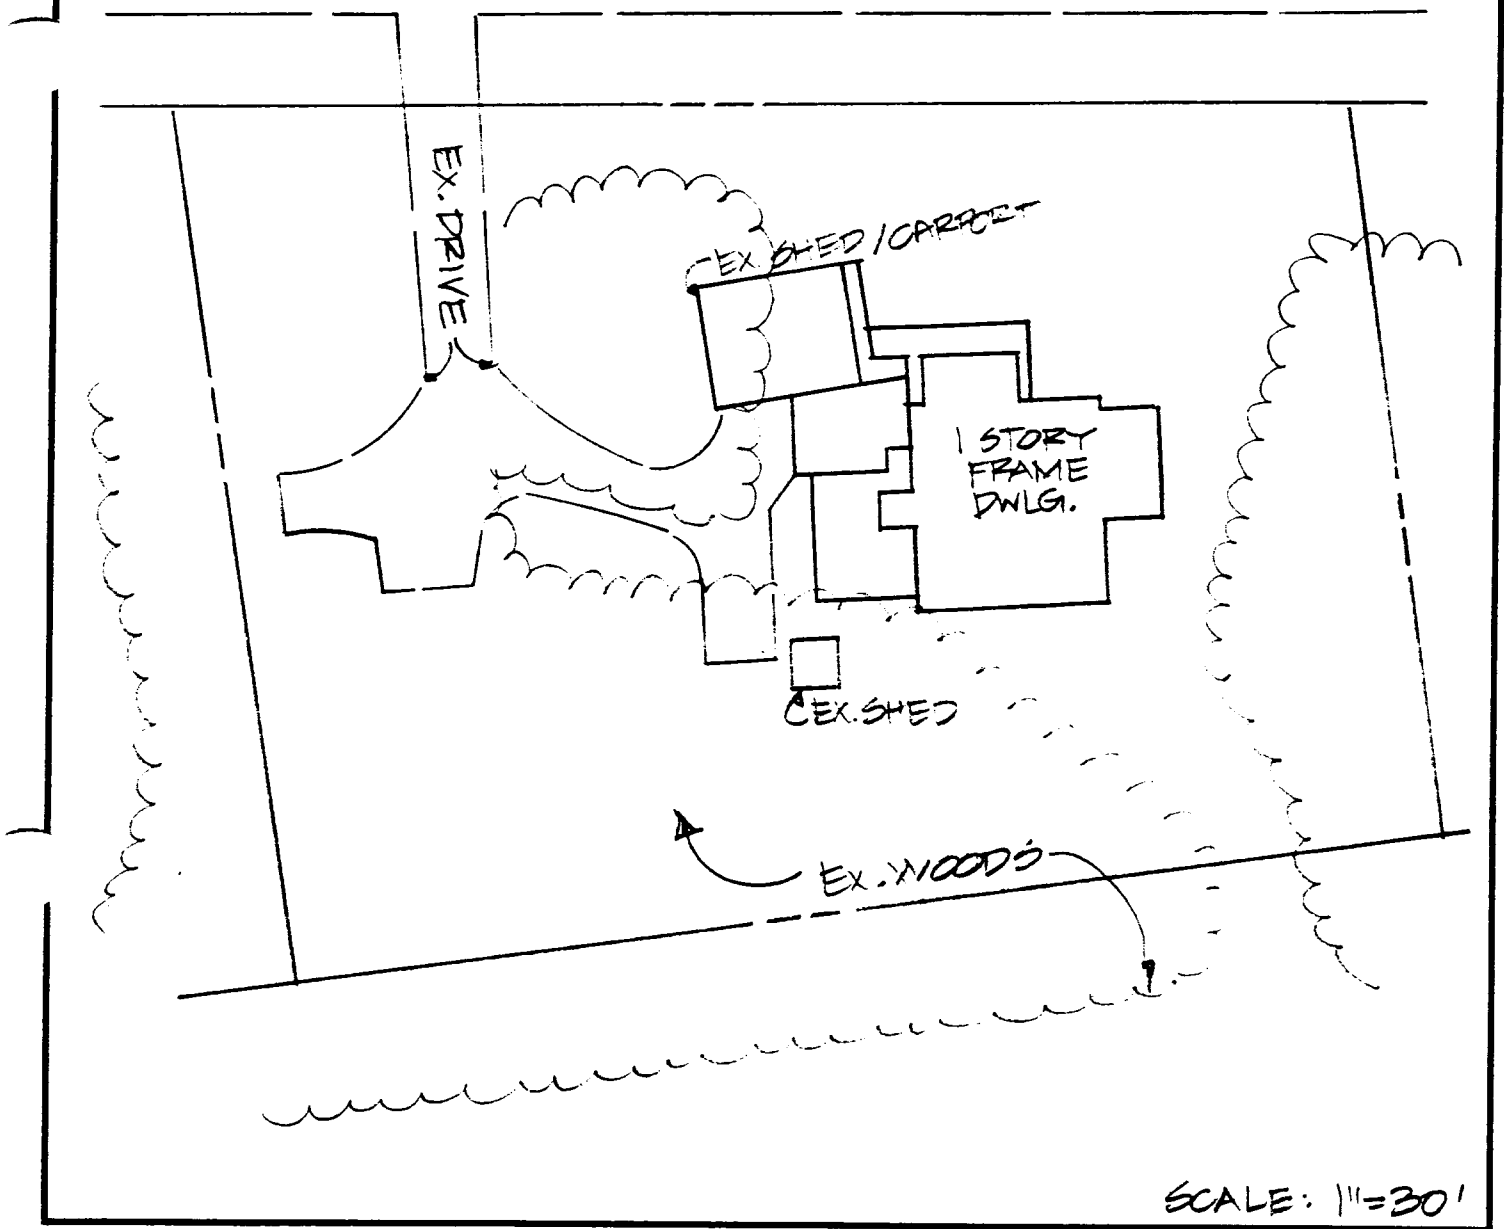 EX. DRIVE
EX. SHED / CARPORT
1 STORY
FRAME
DWLG.
EX. SHED
EX. WOODS
SCALE: 1"=30'